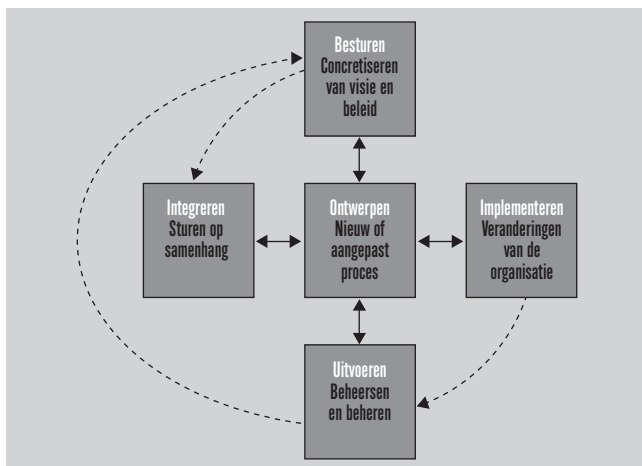 Besturen
Concretiseren
van visie en
beleid
Integreren
Sturen op
samenhang
Ontwerpen
Nieuw of
aangepast
proces
Implementeren
Veranderingen
van de
organisatie
Uitvoeren
Beheersen
en beheren